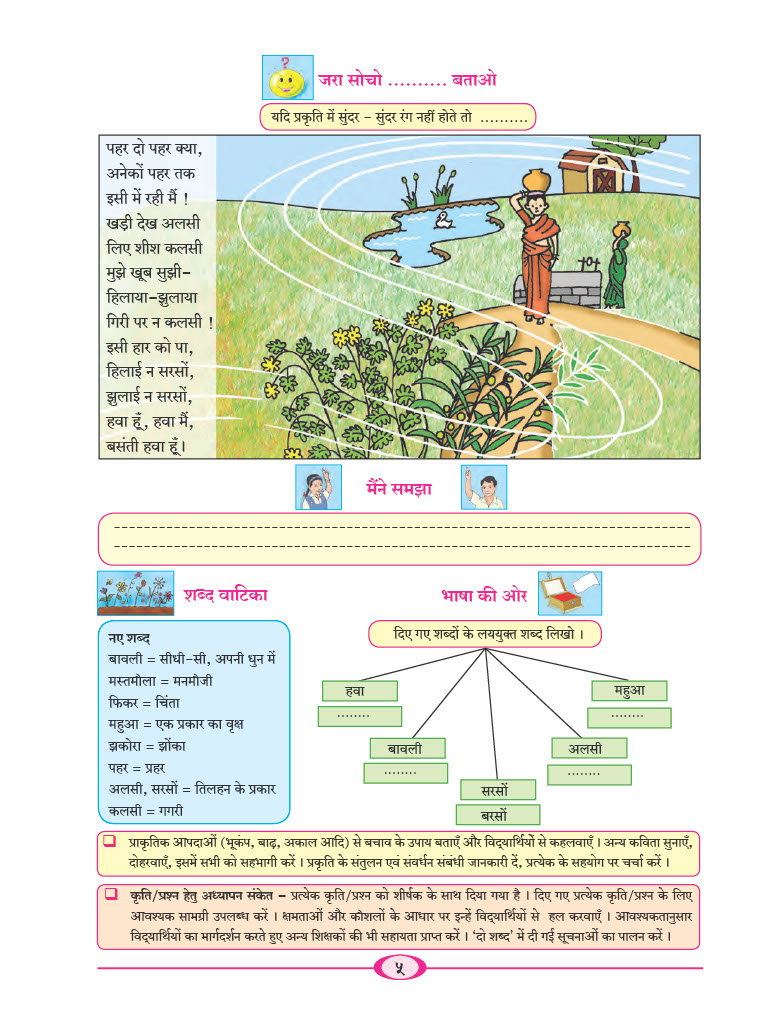 ?
जरा सोचो .......... बताओ
यदि प्रकृति में सुंदर - सुंदर रंग नहीं होते तो ..........
पहर दो पहर क्या,
अनेकों पहर तक
इसी में रही मैं !
खड़ी देख अलसी
लिए शीश कलसी
मुझे खूब सुझी-
हिलाया-झुलाया
गिरी पर न कलसी !
इसी हार को पा,
हिलाई न सरसों,
झुलाई न सरसों,
हवा हूँ, हवा मैं,
बसंती हवा हूँ।
मैंने समझा
शब्द वाटिका
नए शब्द
बावली = सीधी-सी, अपनी धुन में
मस्तमौला = मनमौजी
फिकर = चिंता
महुआ = एक प्रकार का वृक्ष
झकोरा = झोंका
पहर = प्रहर
अलसी, सरसों = तिलहन के प्रकार
कलसी = गगरी
भाषा की ओर
दिए गए शब्दों के लययुक्त शब्द लिखो ।
हवा
........
बावली
........
सरसों
बरसों
अलसी
........
महुआ
........
प्राकृतिक आपदाओं (भूकंप, बाढ़, अकाल आदि) से बचाव के उपाय बताएँ और विद्यार्थियों से कहलवाएँ । अन्य कविता सुनाएँ,
दोहरवाएँ, इसमें सभी को सहभागी करें । प्रकृति के संतुलन एवं संवर्धन संबंधी जानकारी दें, प्रत्येक के सहयोग पर चर्चा करें ।
कृति/प्रश्न हेतु अध्यापन संकेत - प्रत्येक कृति/प्रश्न को शीर्षक के साथ दिया गया है । दिए गए प्रत्येक कृति/प्रश्न के लिए
आवश्यक सामग्री उपलब्ध करें । क्षमताओं और कौशलों के आधार पर इन्हें विद्यार्थियों से हल करवाएँ । आवश्यकतानुसार
विद्यार्थियों का मार्गदर्शन करते हुए अन्य शिक्षकों की भी सहायता प्राप्त करें । ‘दो शब्द’ में दी गई सूचनाओं का पालन करें ।
५